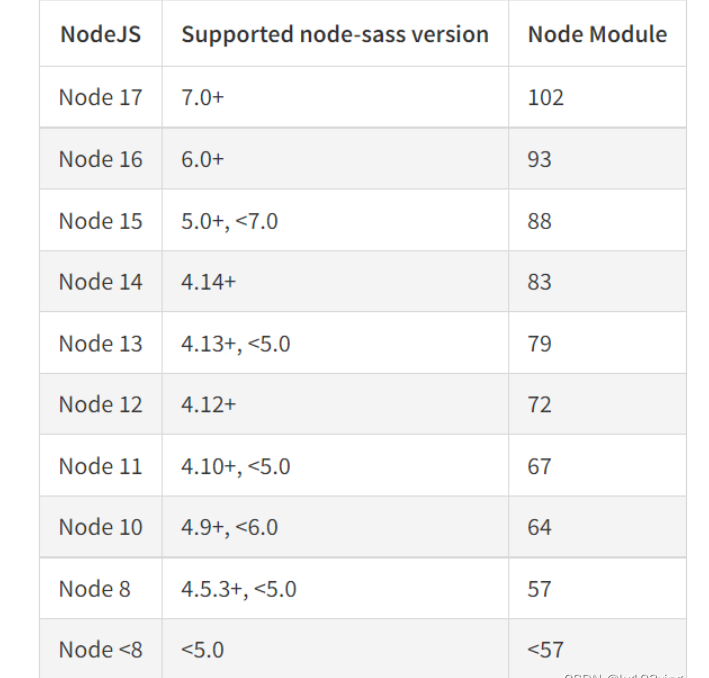 NodeJS Supported node-sass version Node Module
Node 17 7.0+ 102
Node 16 6.0+ 93
Node 15 5.0+, <7.0 88
Node 14 4.14+ 83
Node 13 4.13+, <5.0 79
Node 12 4.12+ 72
Node 11 4.10+, <5.0 67
Node 10 4.9+, <6.0 64
Node 8 4.5.3+, <5.0 57
Node <8 <5.0 <57